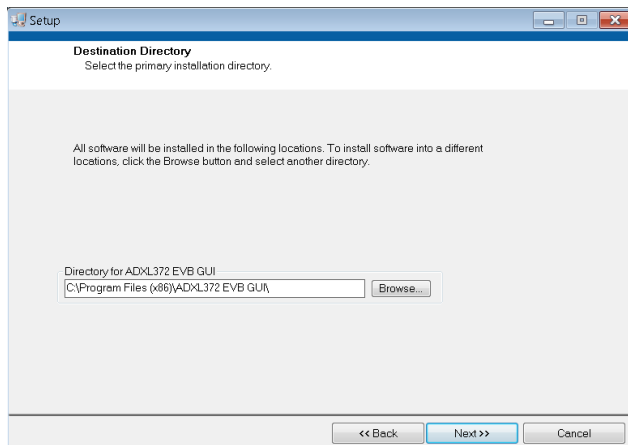 Setup
Destination Directory
Select the primary installation directory.
All software will be installed in the following locations. To install software into a different
locations, click the Browse button and select another directory.
Directory for ADXL372 EVB GUI
C:\Program Files (x86)\ADXL372 EVB GUI\
Browse...
<< Back
Next >>
Cancel